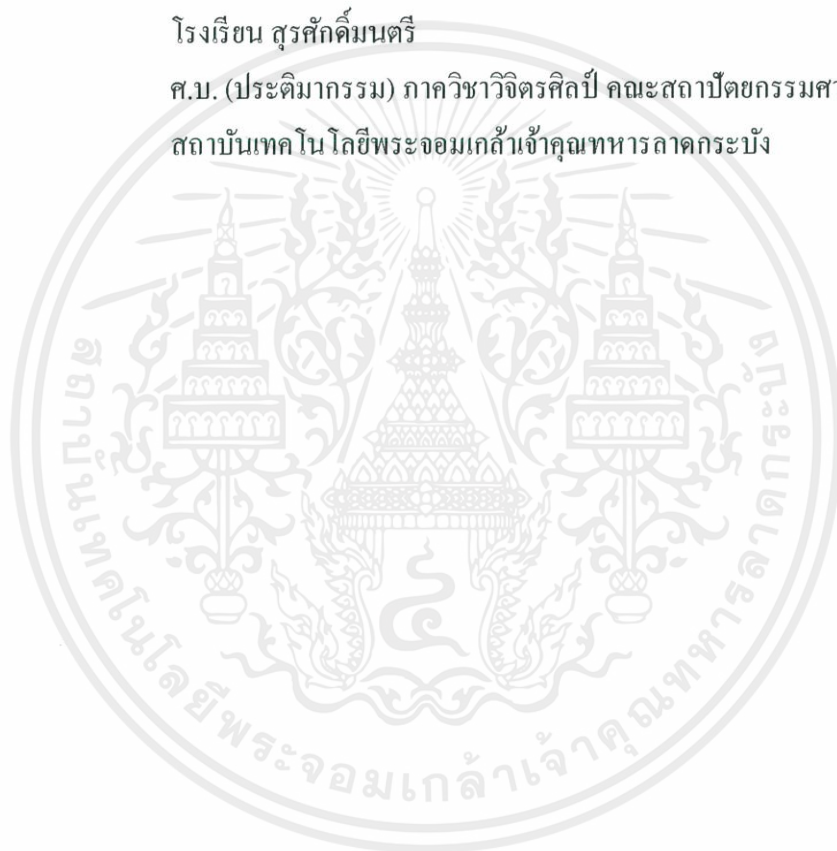 โรงเรียน สุรศักดิ์มนตรี
ศ.บ. (ประติมากรรม) ภาควิชาวิจิตรศิลป์ คณะสถาปัตยกรรมศา
สถาบันเทคโนโลยีพระจอมเกล้าเจ้าคุณทหารลาดกระบัง
สถาบันเทคโนโลยีพระจอมเกล้าเจ้าคุณทหารลาดกระบัง
๔